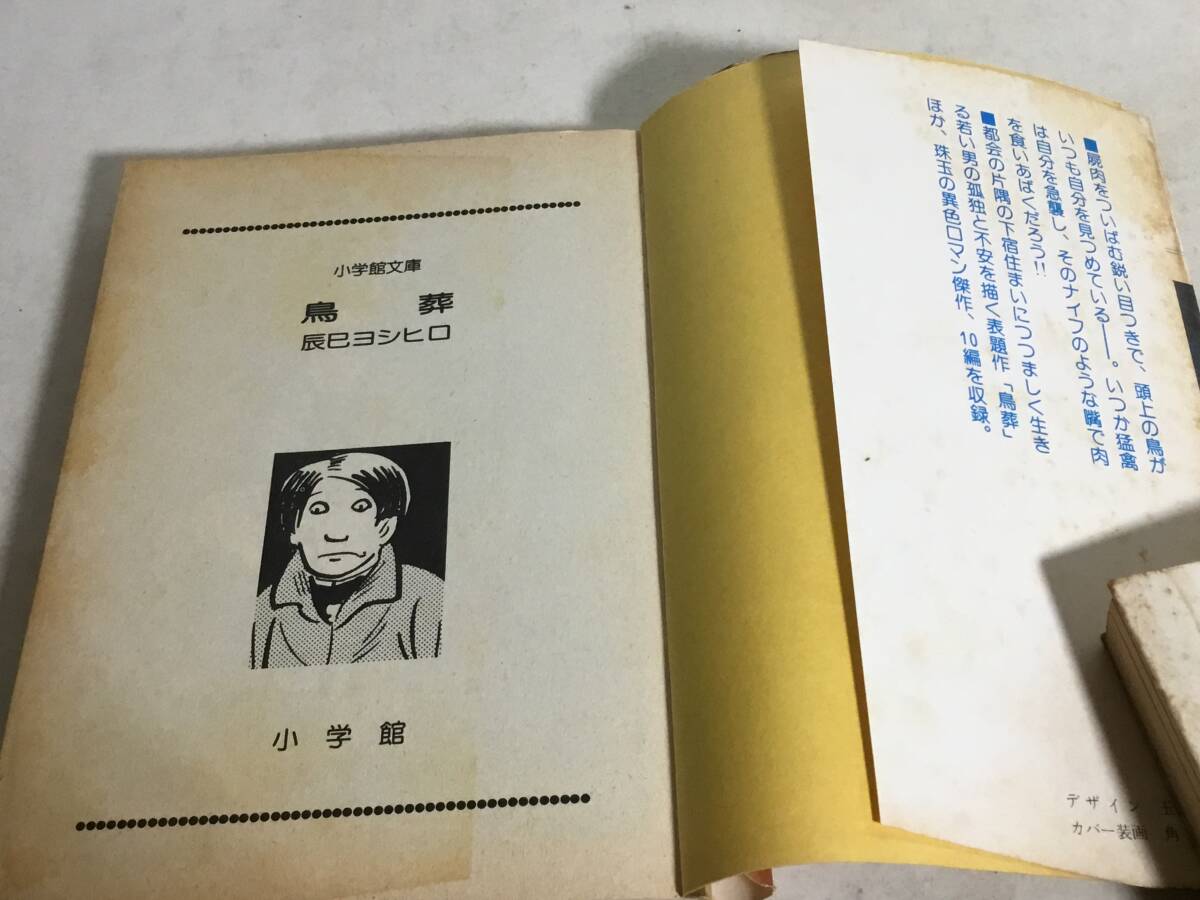 小学館文庫
鳥葬
辰巳ヨシヒロ
小学館
■屍肉をついばむ鋭い目つきで、頭上の鳥が
いつも自分を見つめている――。いつか猛禽
は自分を急襲し、そのナイフのような嘴で肉
を食いあばくだろう!!
■都会の片隅の下宿住まいにつつましく生き
る若い男の孤独と不安を描く表題作「鳥葬」
ほか、珠玉の異色ロマン傑作、10編を収録。
デザイン
カバー装画 角